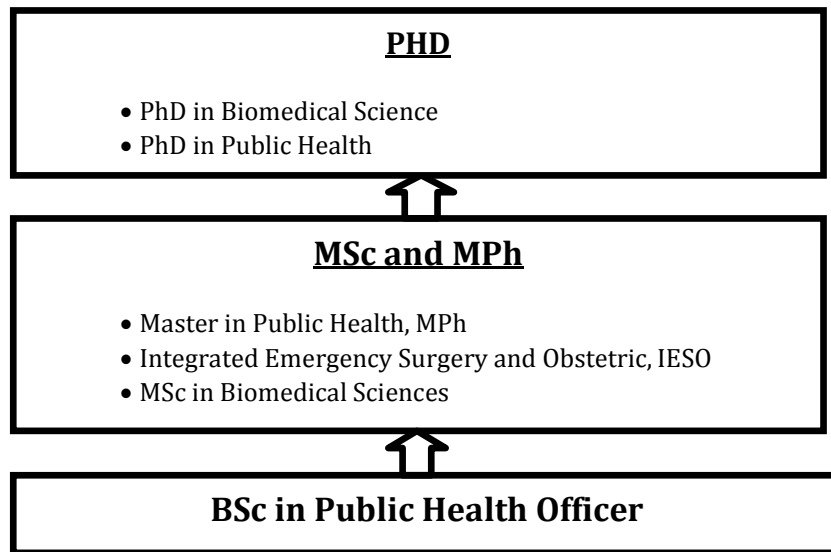 PHD
• PhD in Biomedical Science
• PhD in Public Health
MSc and MPh
• Master in Public Health, MPh
• Integrated Emergency Surgery and Obstetric, IESO
• MSc in Biomedical Sciences
BSc in Public Health Officer